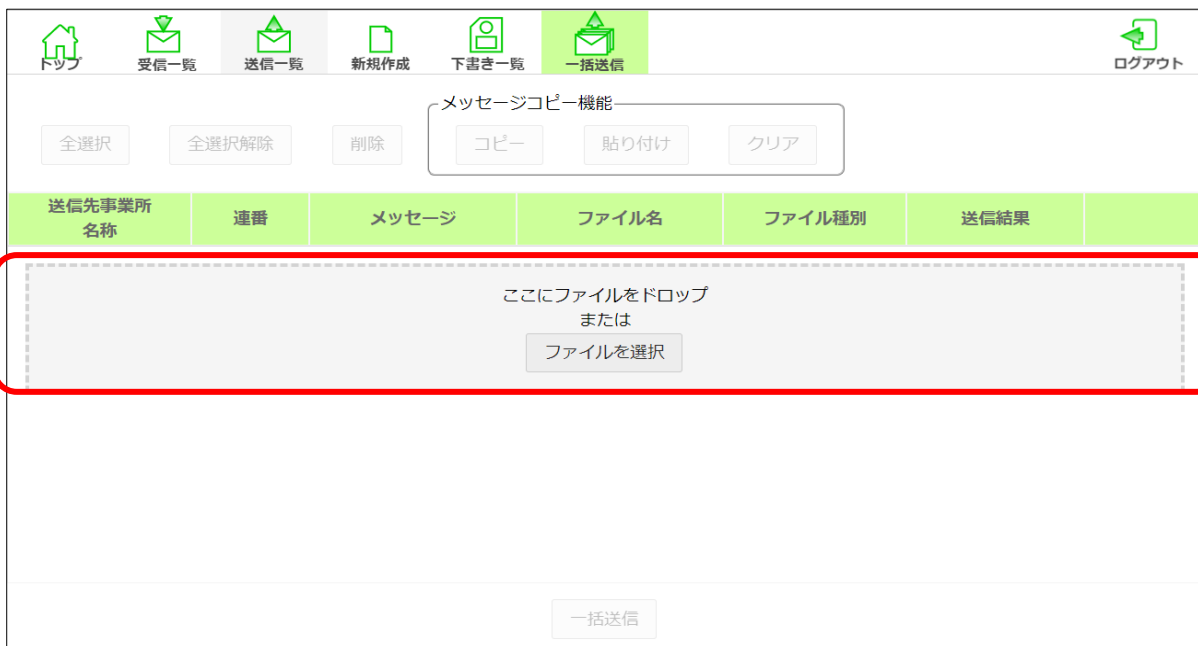 トップ
受信一覧
送信一覧
新規作成
下書き一覧
一括送信
ログアウト
メッセージコピー機能
全選択
全選択解除
削除
コピー
貼り付け
クリア
送信先事業所
名称
連番
メッセージ
ファイル名
ファイル種別
送信結果
ここにファイルをドロップ
または
ファイルを選択
一括送信